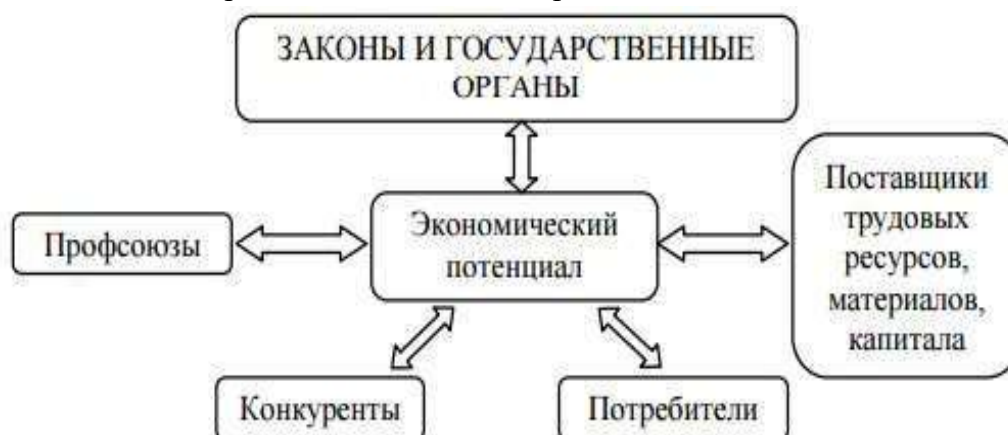 ЗАКОНЫ И ГОСУДАРСТВЕННЫЕ
ОРГАНЫ
Профсоюзы
Экономический
потенциал
Поставщики
трудовых
ресурсов,
материалов,
капитала
Конкуренты
Потребители